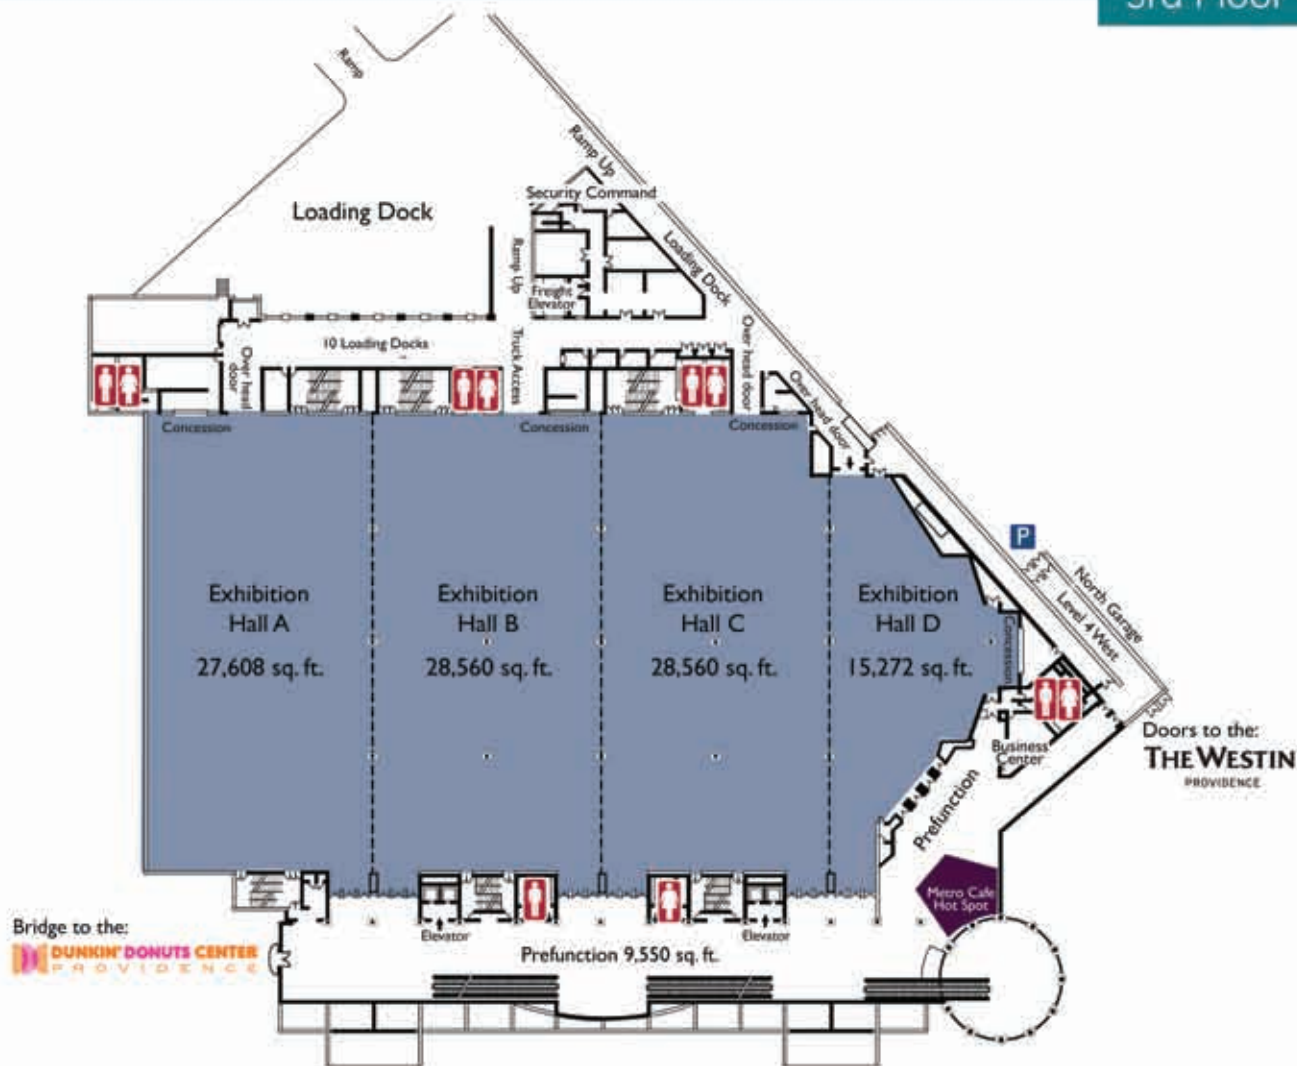 3rd Floor
Ramp
Ramp Up
Security Command
Loading Dock
Loading Dock
Ramp Up
Freight
Elevator
10 Loading Docks
Truck Access
Over head
door
Over head door
Over head door
Concession
Concession
Concession
P
North Garage
Level 4 West
Exhibition
Hall A
27,608 sq. ft.
Exhibition
Hall B
28,560 sq. ft.
Exhibition
Hall C
28,560 sq. ft.
Exhibition
Hall D
15,272 sq. ft.
Concession
Business
Center
Doors to the:
THE WESTIN
PROVIDENCE
Prefunction
Metro Cafe
Hot Spot
Bridge to the:
DUNKIN' DONUTS CENTER
PROVIDENCE
Elevator
Elevator
Prefunction 9,550 sq. ft.